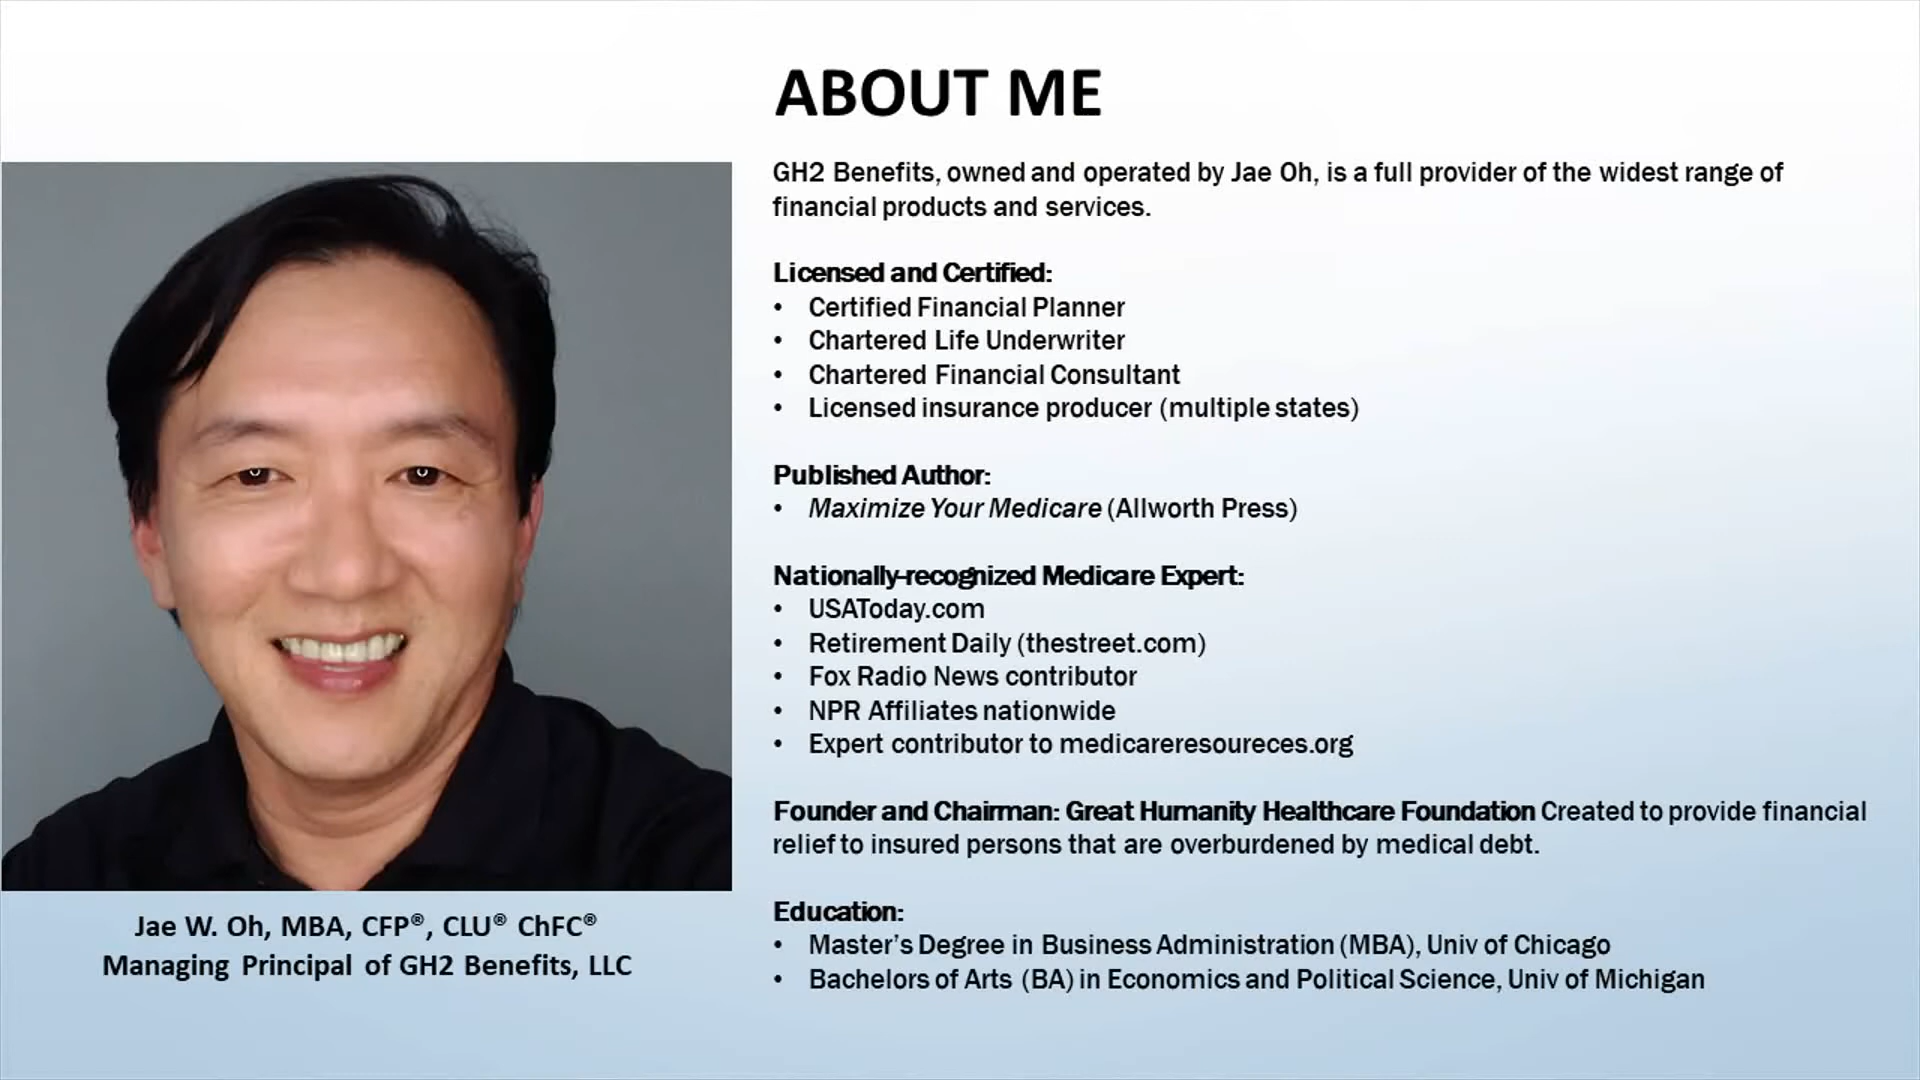 ABOUT ME
GH2 Benefits, owned and operated by Jae Oh, is a full provider of the widest range of
financial products and services.
Licensed and Certified:
• Certified Financial Planner
• Chartered Life Underwriter
• Chartered Financial Consultant
• Licensed insurance producer (multiple states)
Published Author:
• Maximize Your Medicare (Allworth Press)
Nationally-recognized Medicare Expert:
• USAToday.com
• Retirement Daily (thestreet.com)
• Fox Radio News contributor
• NPR Affiliates nationwide
• Expert contributor to medicareresoureces.org
Founder and Chairman: Great Humanity Healthcare Foundation Created to provide financial
relief to insured persons that are overburdened by medical debt.
Education:
• Master’s Degree in Business Administration (MBA), Univ of Chicago
• Bachelors of Arts (BA) in Economics and Political Science, Univ of Michigan
Jae W. Oh, MBA, CFP®, CLU® ChFC®
Managing Principal of GH2 Benefits, LLC